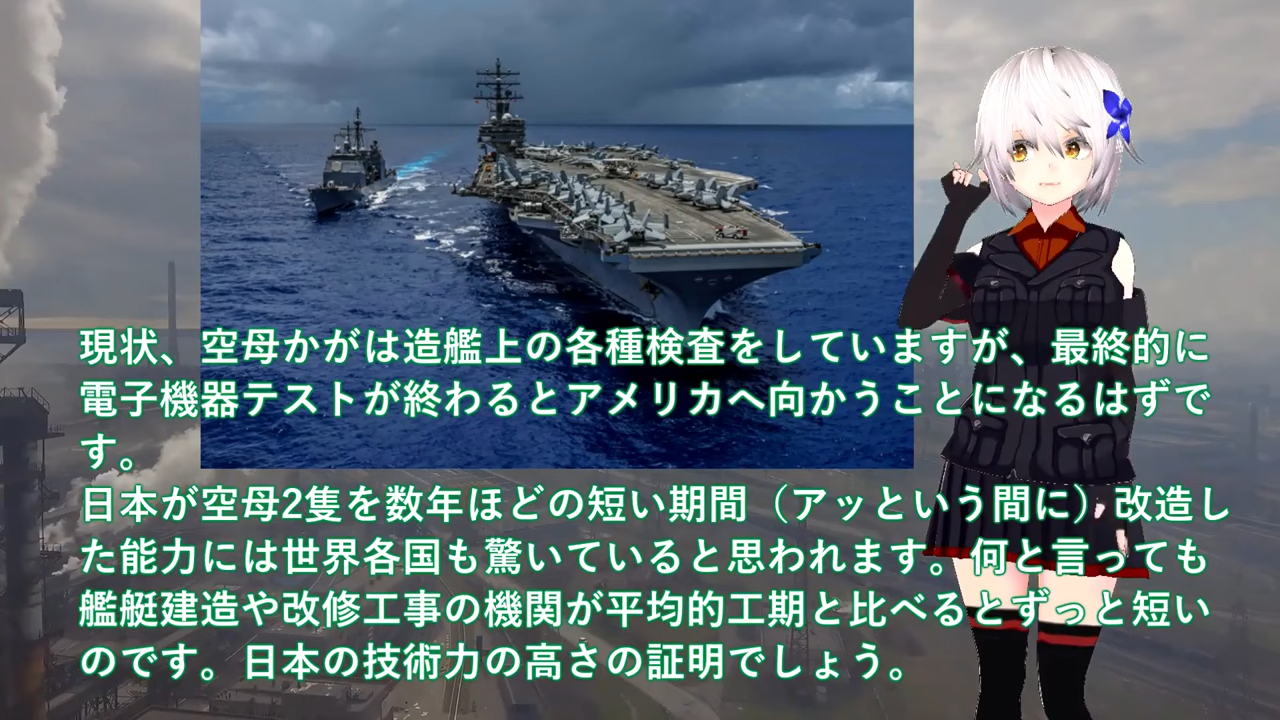 現状、空母かがは造艦上の各種検査をしていますが、最終的に
電子機器テストが終わるとアメリカへ向かうことになるはずで
す。
日本が空母2隻を数年ほどの短い期間（アッという間に）改造し
た能力には世界各国も驚いていると思われます。何と言っても
艦艇建造や改修工事の機関が平均的工期と比べるとずっと短い
のです。日本の技術力の高さの証明でしょう。